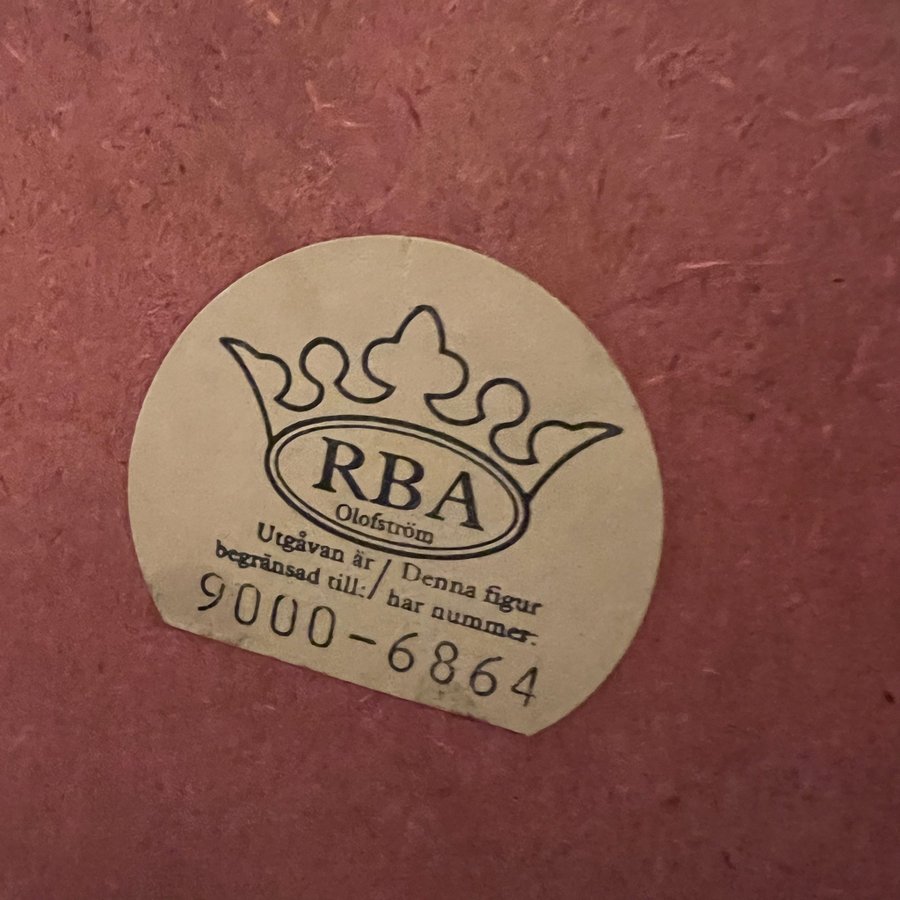 RBA
Olofström
Utgåvan är / Denna figur
begränsad till: / har nummer.
9000-6864